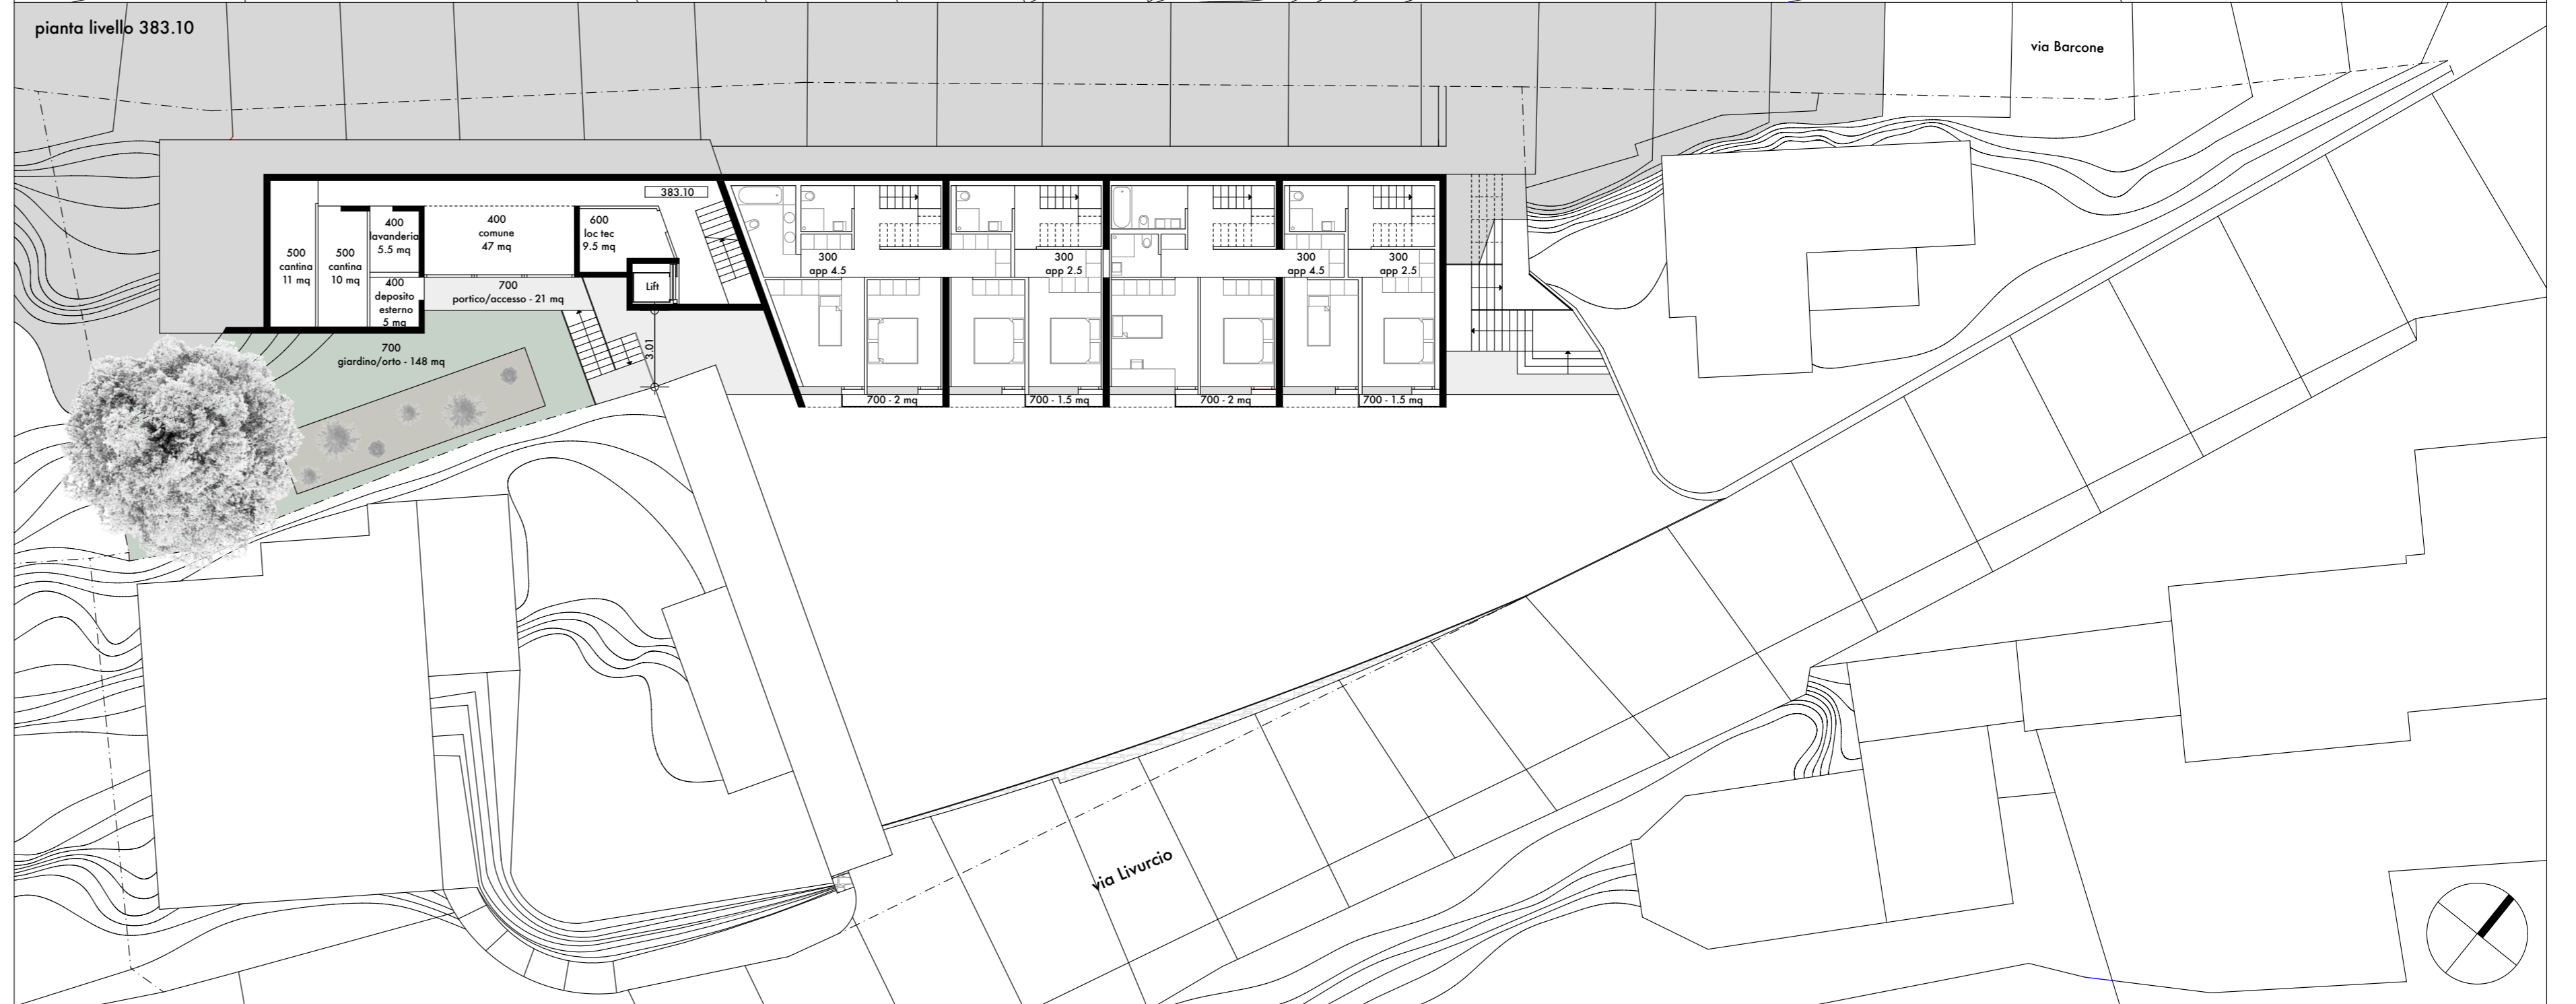 pianta livello 383.10
via Barcone
383.10
400
lavanderia
5.5 mq
400
comune
47 mq
600
loc tec
9.5 mq
500
cantina
11 mq
500
cantina
10 mq
400
deposito
esterno
5 mq
700
portico/accesso - 21 mq
Lift
300
app 4.5
300
app 2.5
300
app 4.5
300
app 2.5
3.01
700
giardino/orto - 148 mq
700 - 2 mq
700 - 1.5 mq
700 - 2 mq
700 - 1.5 mq
via Livurcio